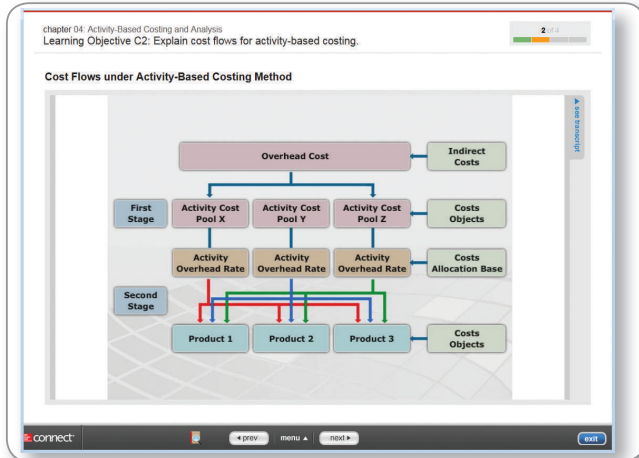 chapter 04: Activity-Based Costing and Analysis
Learning Objective C2: Explain cost flows for activity-based costing.
2 of 4
Cost Flows under Activity-Based Costing Method
see transcript
Overhead Cost
Indirect
Costs
First
Stage
Activity Cost
Pool X
Activity Cost
Pool Y
Activity Cost
Pool Z
Costs
Objects
Activity
Overhead Rate
Activity
Overhead Rate
Activity
Overhead Rate
Costs
Allocation Base
Second
Stage
Product 1
Product 2
Product 3
Costs
Objects
connect
prev
menu
next
exit